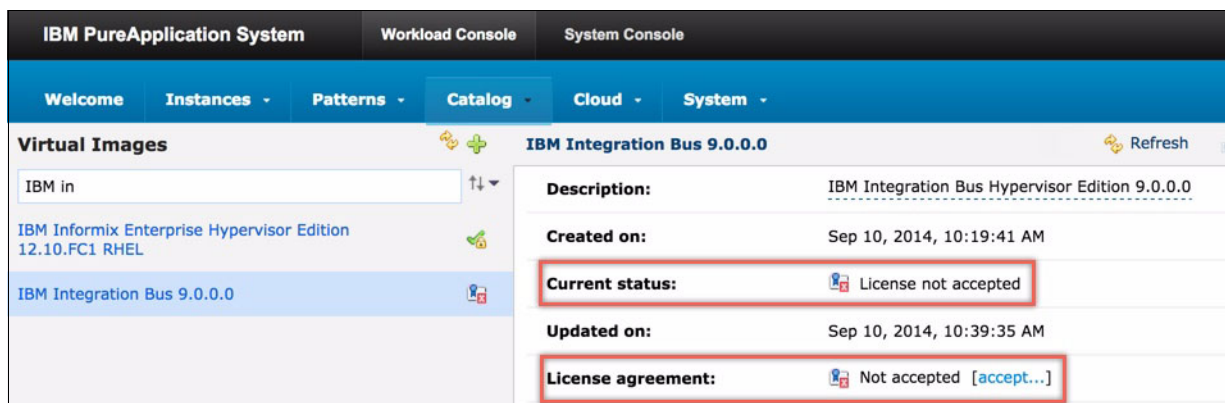 IBM PureApplication System Workload Console System Console
Welcome Instances Patterns Catalog Cloud System
Virtual Images
IBM in
IBM Informix Enterprise Hypervisor Edition
12.10.FC1 RHEL
IBM Integration Bus 9.0.0.0
IBM Integration Bus 9.0.0.0 Refresh
Description: IBM Integration Bus Hypervisor Edition 9.0.0.0
Created on: Sep 10, 2014, 10:19:41 AM
Current status: License not accepted
Updated on: Sep 10, 2014, 10:39:35 AM
License agreement: Not accepted [accept...]